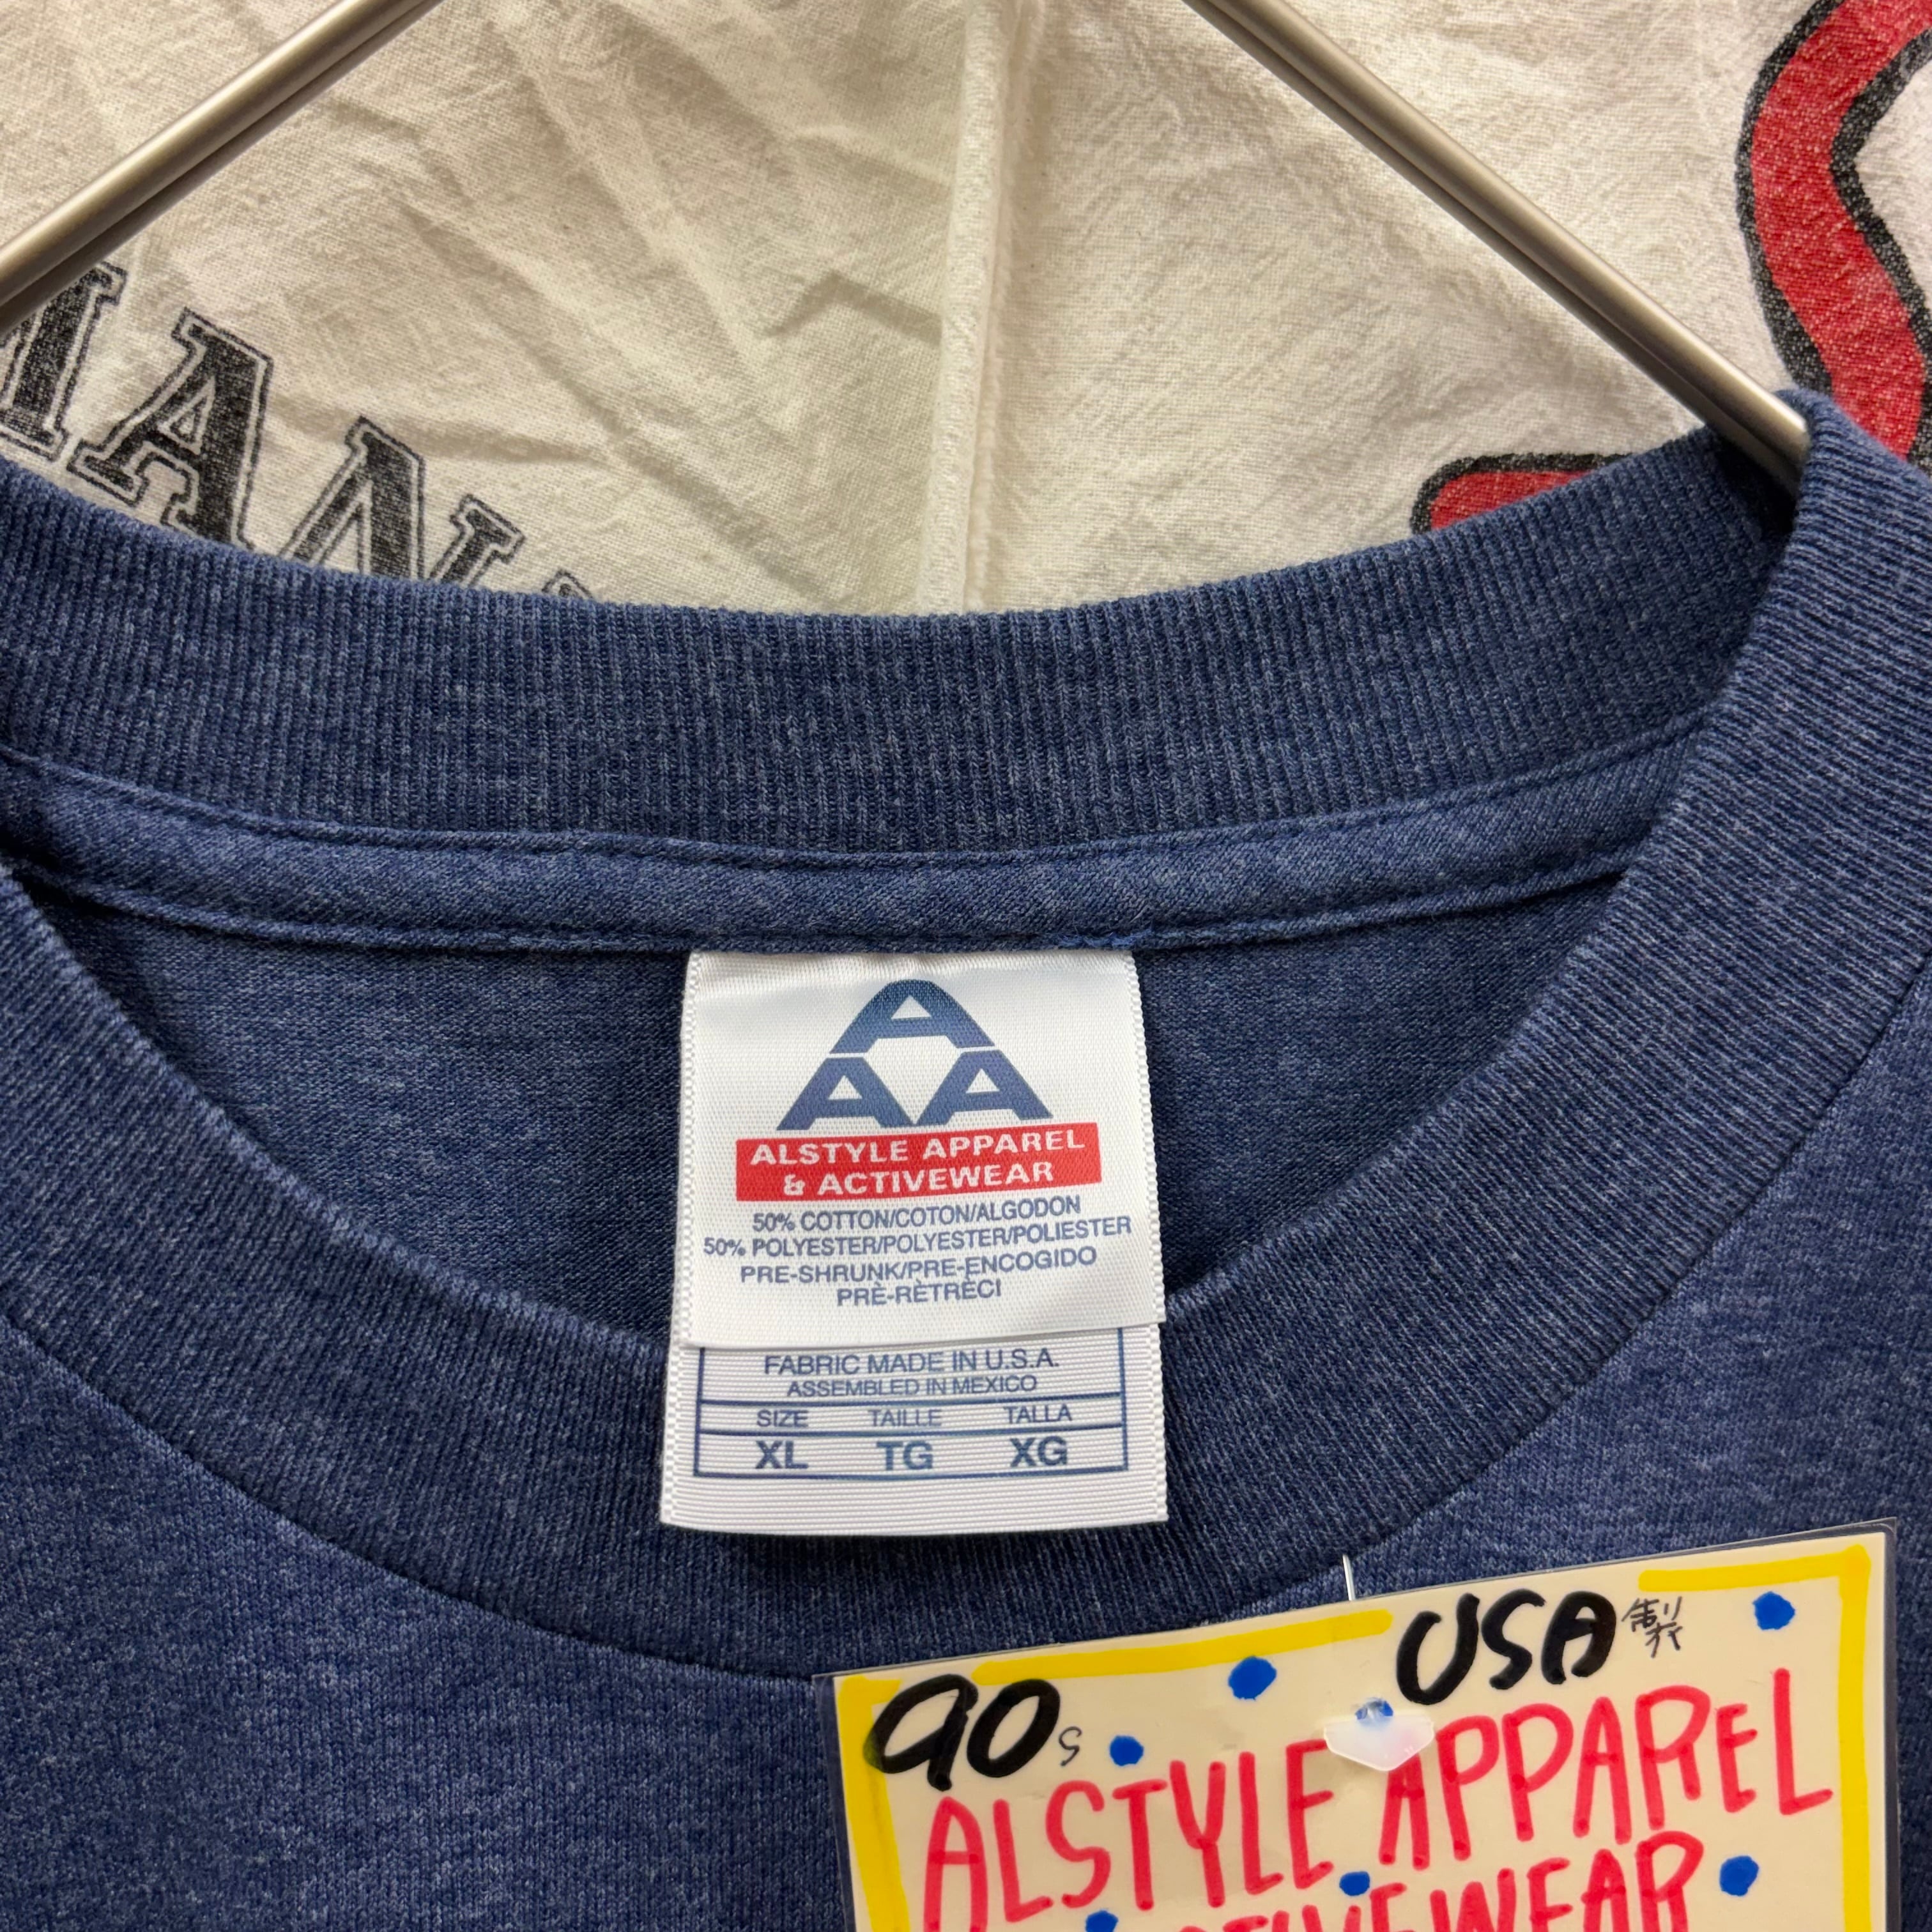 A
AA
ALSTYLE APPAREL
& ACTIVEWEAR
50% COTTON/COTON/ALGODON
50% POLYESTER/POLYESTER/POLIESTER
PRE-SHRUNK/PRE-ENCOGIDO
PRÈ-RÈTRÈCI
FABRIC MADE IN U.S.A.
ASSEMBLED IN MEXICO
SIZE TAILLE TALLA
XL TG XG
90s USA製
ALSTYLE APPAREL